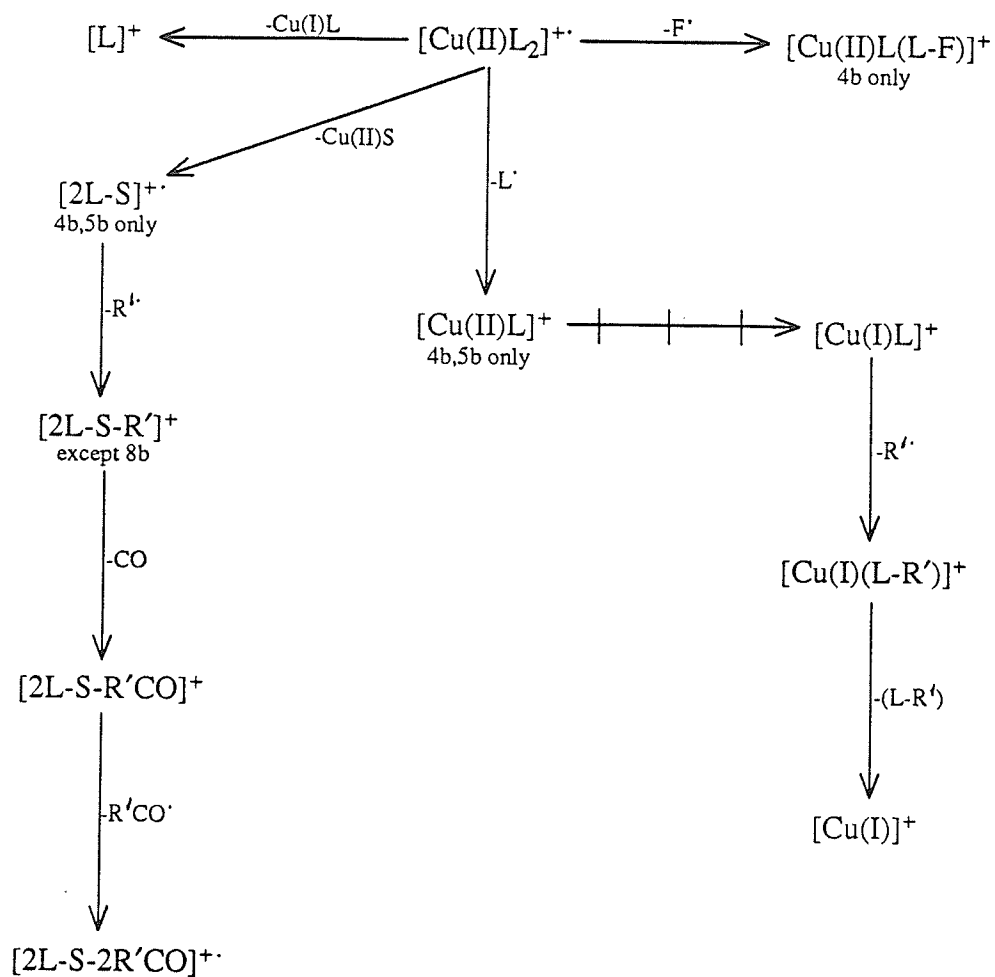 [L]⁺
-Cu(I)L
[Cu(II)L₂]⁺·
-F·
[Cu(II)L(L-F)]⁺
4b only
-Cu(II)S
[2L-S]⁺·
4b,5b only
-L·
-R′·
[Cu(II)L]⁺
4b,5b only
[Cu(I)L]⁺
[2L-S-R′]⁺
except 8b
-R′·
-CO
[Cu(I)(L-R′)]⁺
[2L-S-R′CO]⁺
-(L-R′)
-R′CO·
[Cu(I)]⁺
[2L-S-2R′CO]⁺·